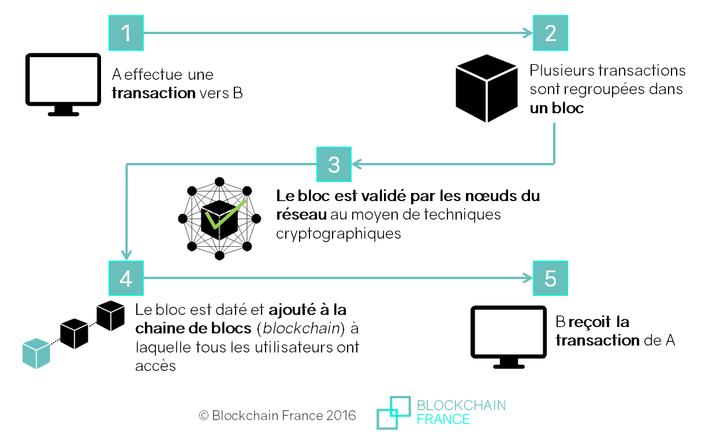 1
A effectue une
transaction vers B
2
Plusieurs transactions
sont regroupées dans
un bloc
3
Le bloc est validé par les nœuds du
réseau au moyen de techniques
cryptographiques
4
Le bloc est daté et ajouté à la
chaine de blocs (blockchain) à
laquelle tous les utilisateurs ont
accès
5
B reçoit la
transaction de A
© Blockchain France 2016
BLOCKCHAIN
FRANCE